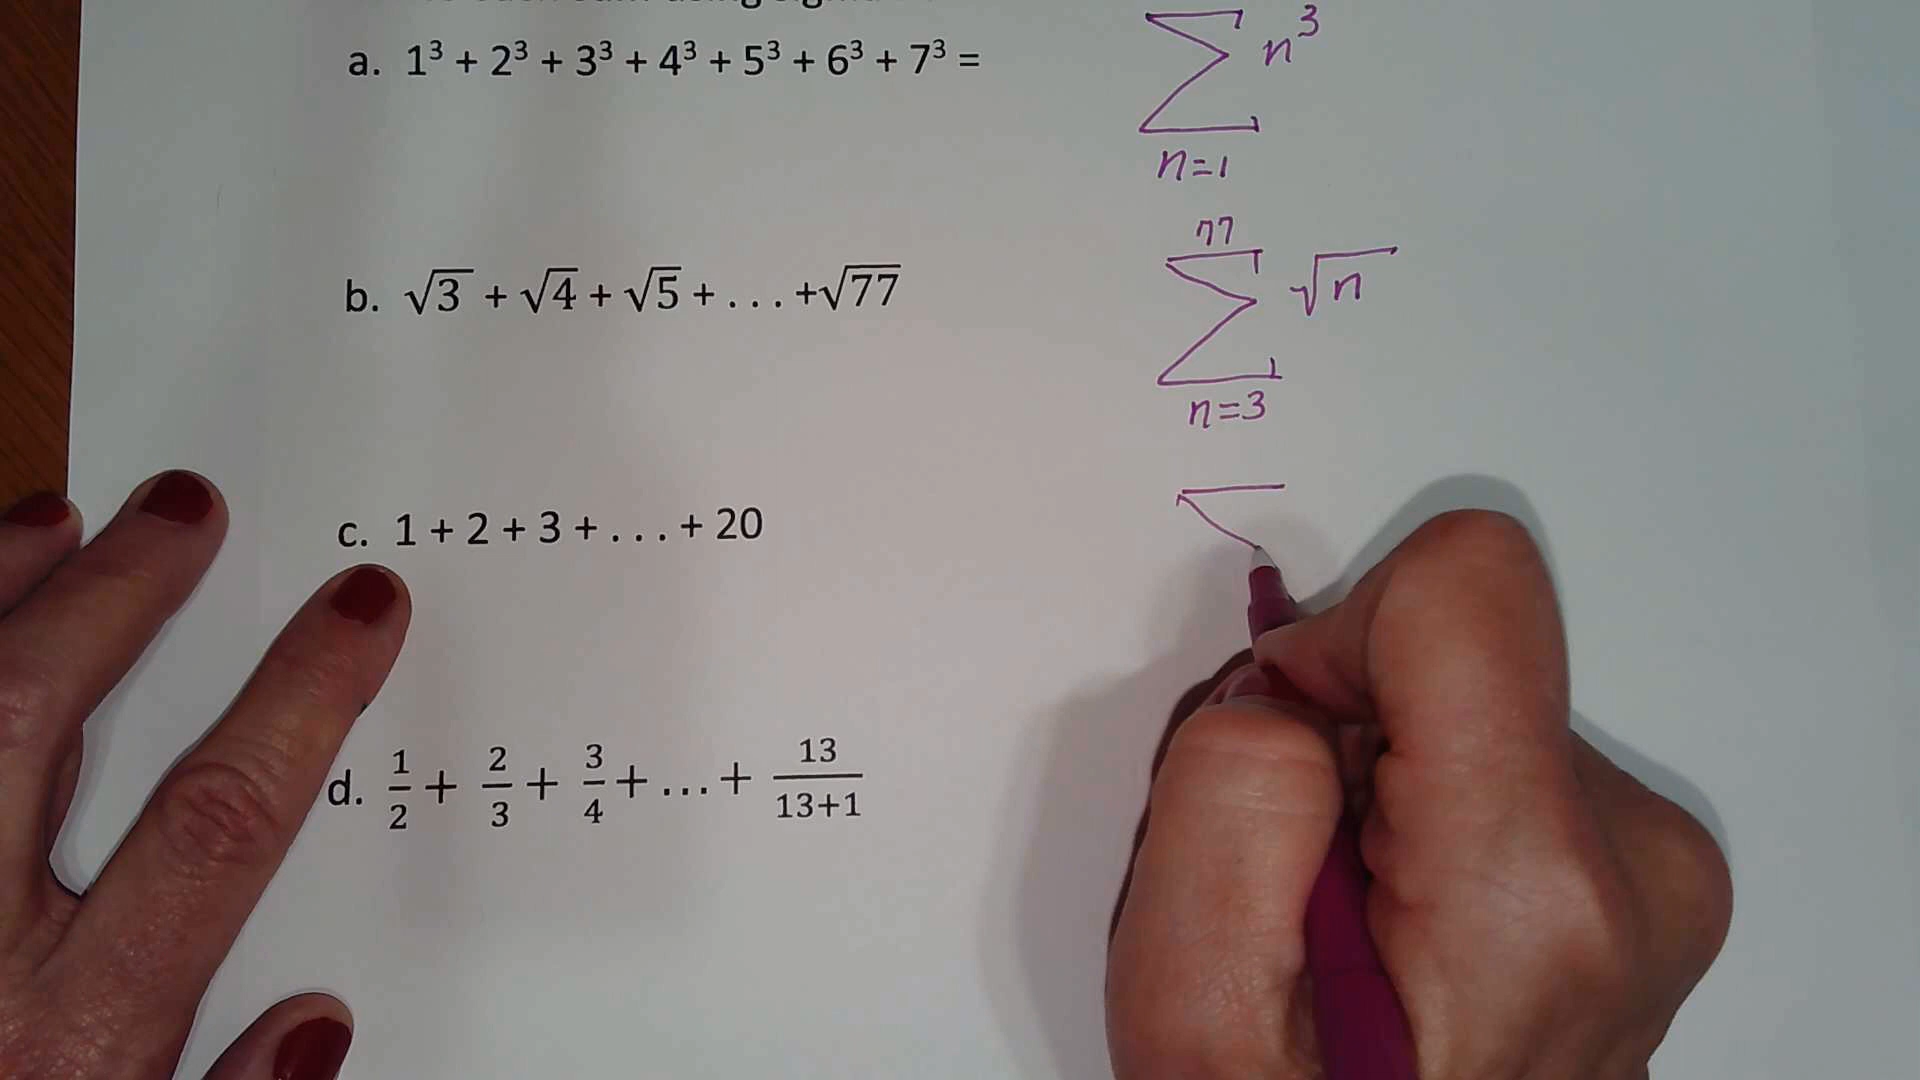 a. 1³ + 2³ + 3³ + 4³ + 5³ + 6³ + 7³ =
∑ n³
n=1
b. √3 + √4 + √5 + . . . +√77
77
∑ √n
n=3
c. 1 + 2 + 3 + . . . + 20
d. 1/2 + 2/3 + 3/4 + ... + 13/(13+1)